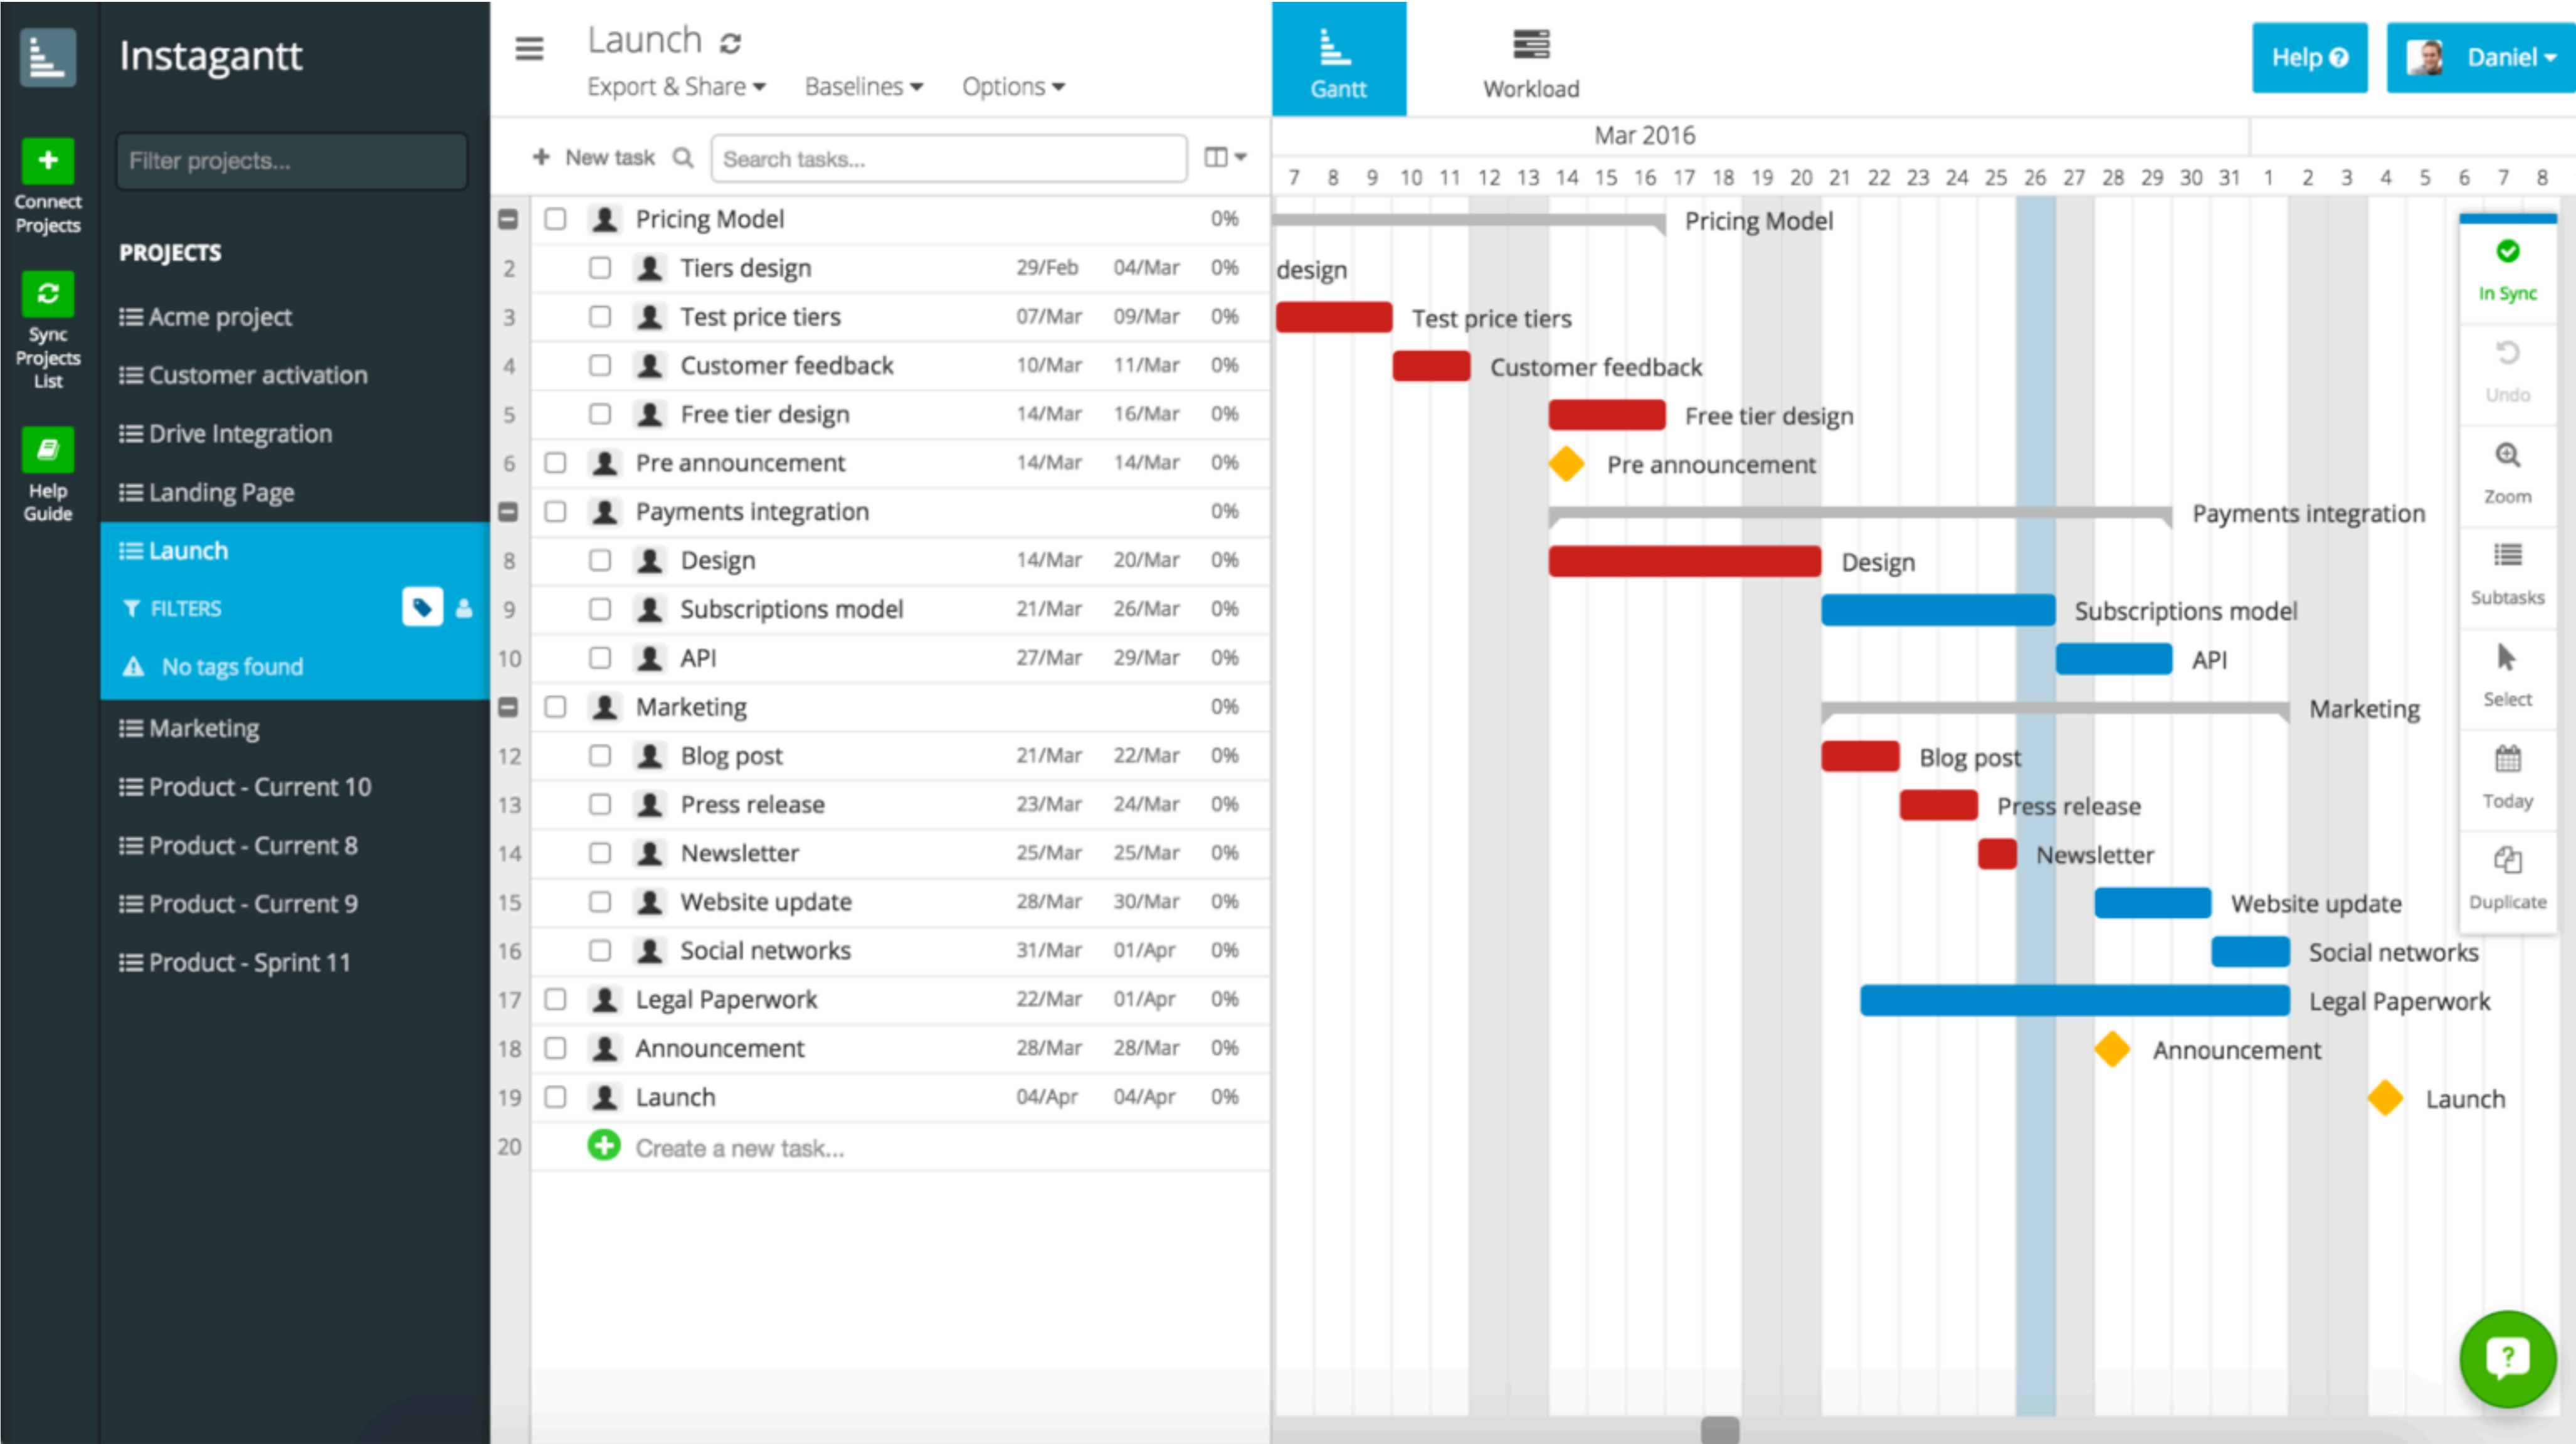 Instagantt
Connect
Projects
Sync
Projects
List
Help
Guide
Filter projects...
PROJECTS
Acme project
Customer activation
Drive Integration
Landing Page
Launch
FILTERS
No tags found
Marketing
Product - Current 10
Product - Current 8
Product - Current 9
Product - Sprint 11
Launch
Export & Share Baselines Options
Gantt
Workload
Help ?
Daniel
+ New task Search tasks...
Mar 2016
7 8 9 10 11 12 13 14 15 16 17 18 19 20 21 22 23 24 25 26 27 28 29 30 31 1 2 3 4 5 6 7 8
Pricing Model 0%
2 Tiers design 29/Feb 04/Mar 0%
3 Test price tiers 07/Mar 09/Mar 0%
4 Customer feedback 10/Mar 11/Mar 0%
5 Free tier design 14/Mar 16/Mar 0%
6 Pre announcement 14/Mar 14/Mar 0%
Payments integration 0%
8 Design 14/Mar 20/Mar 0%
9 Subscriptions model 21/Mar 26/Mar 0%
10 API 27/Mar 29/Mar 0%
Marketing 0%
12 Blog post 21/Mar 22/Mar 0%
13 Press release 23/Mar 24/Mar 0%
14 Newsletter 25/Mar 25/Mar 0%
15 Website update 28/Mar 30/Mar 0%
16 Social networks 31/Mar 01/Apr 0%
17 Legal Paperwork 22/Mar 01/Apr 0%
18 Announcement 28/Mar 28/Mar 0%
19 Launch 04/Apr 04/Apr 0%
20 Create a new task...
Pricing Model
design
Test price tiers
Customer feedback
Free tier design
Pre announcement
Payments integration
Design
Subscriptions model
API
Marketing
Blog post
Press release
Newsletter
Website update
Social networks
Legal Paperwork
Announcement
Launch
In Sync
Undo
Zoom
Subtasks
Select
Today
Duplicate
?